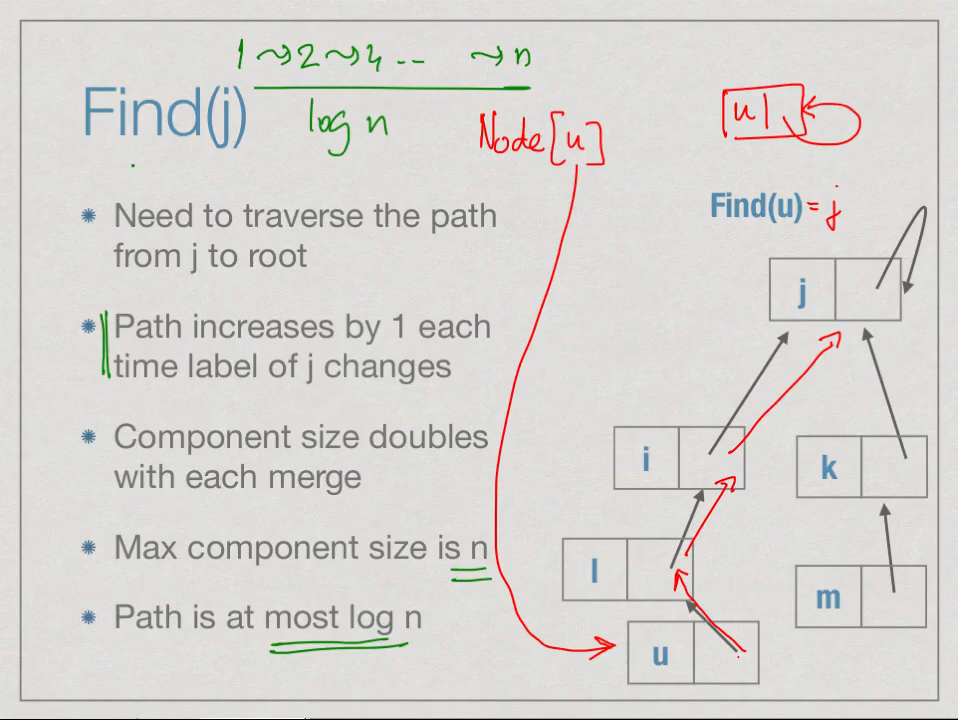 1 ⤳ 2 ⤳ 4 -- ⤳ n
Find(j)
log n
Node[u]
u
Find(u) = j
Need to traverse the path
from j to root
Path increases by 1 each
time label of j changes
Component size doubles
with each merge
Max component size is n
Path is at most log n
j
i
k
l
m
u